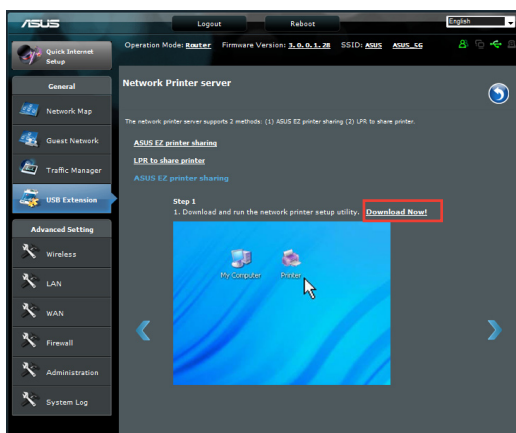 ASUS
Logout
Reboot
English
Quick Internet Setup
Operation Mode: Router Firmware Version: 3.0.0.1.28 SSID: ASUS ASUS_5G
General
Network Map
Guest Network
Traffic Manager
USB Extension
Advanced Setting
Wireless
LAN
WAN
Firewall
Administration
System Log
Network Printer server
The network printer server supports 2 methods: (1) ASUS EZ printer sharing (2) LPR to share printer.
ASUS EZ printer sharing
LPR to share printer
ASUS EZ printer sharing
Step 1
1. Download and run the network printer setup utility. Download Now!
My Computer
Printer